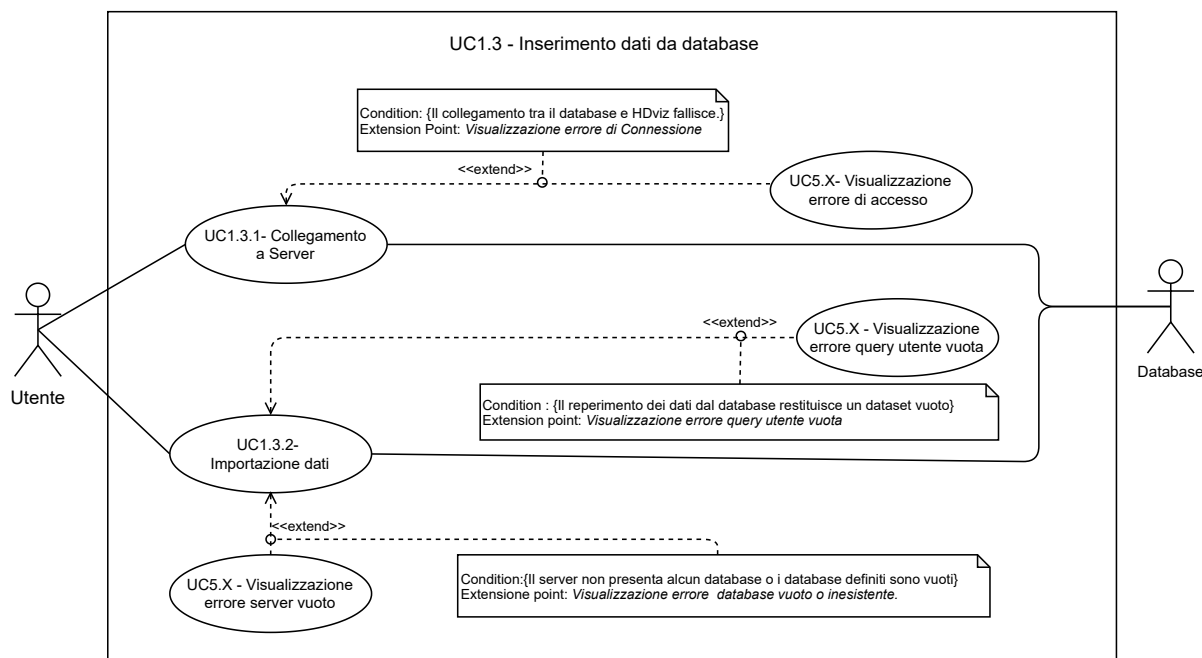 UC1.3 - Inserimento dati da database
Condition: {Il collegamento tra il database e HDviz fallisce.}
Extension Point: Visualizzazione errore di Connessione
<<extend>>
UC5.X- Visualizzazione
errore di accesso
UC1.3.1- Collegamento
a Server
Utente
Database
<<extend>>
UC5.X - Visualizzazione
errore query utente vuota
Condition : {Il reperimento dei dati dal database restituisce un dataset vuoto}
Extension point: Visualizzazione errore query utente vuota
UC1.3.2-
Importazione dati
<<extend>>
UC5.X - Visualizzazione
errore server vuoto
Condition:{Il server non presenta alcun database o i database definiti sono vuoti}
Extensione point: Visualizzazione errore database vuoto o inesistente.